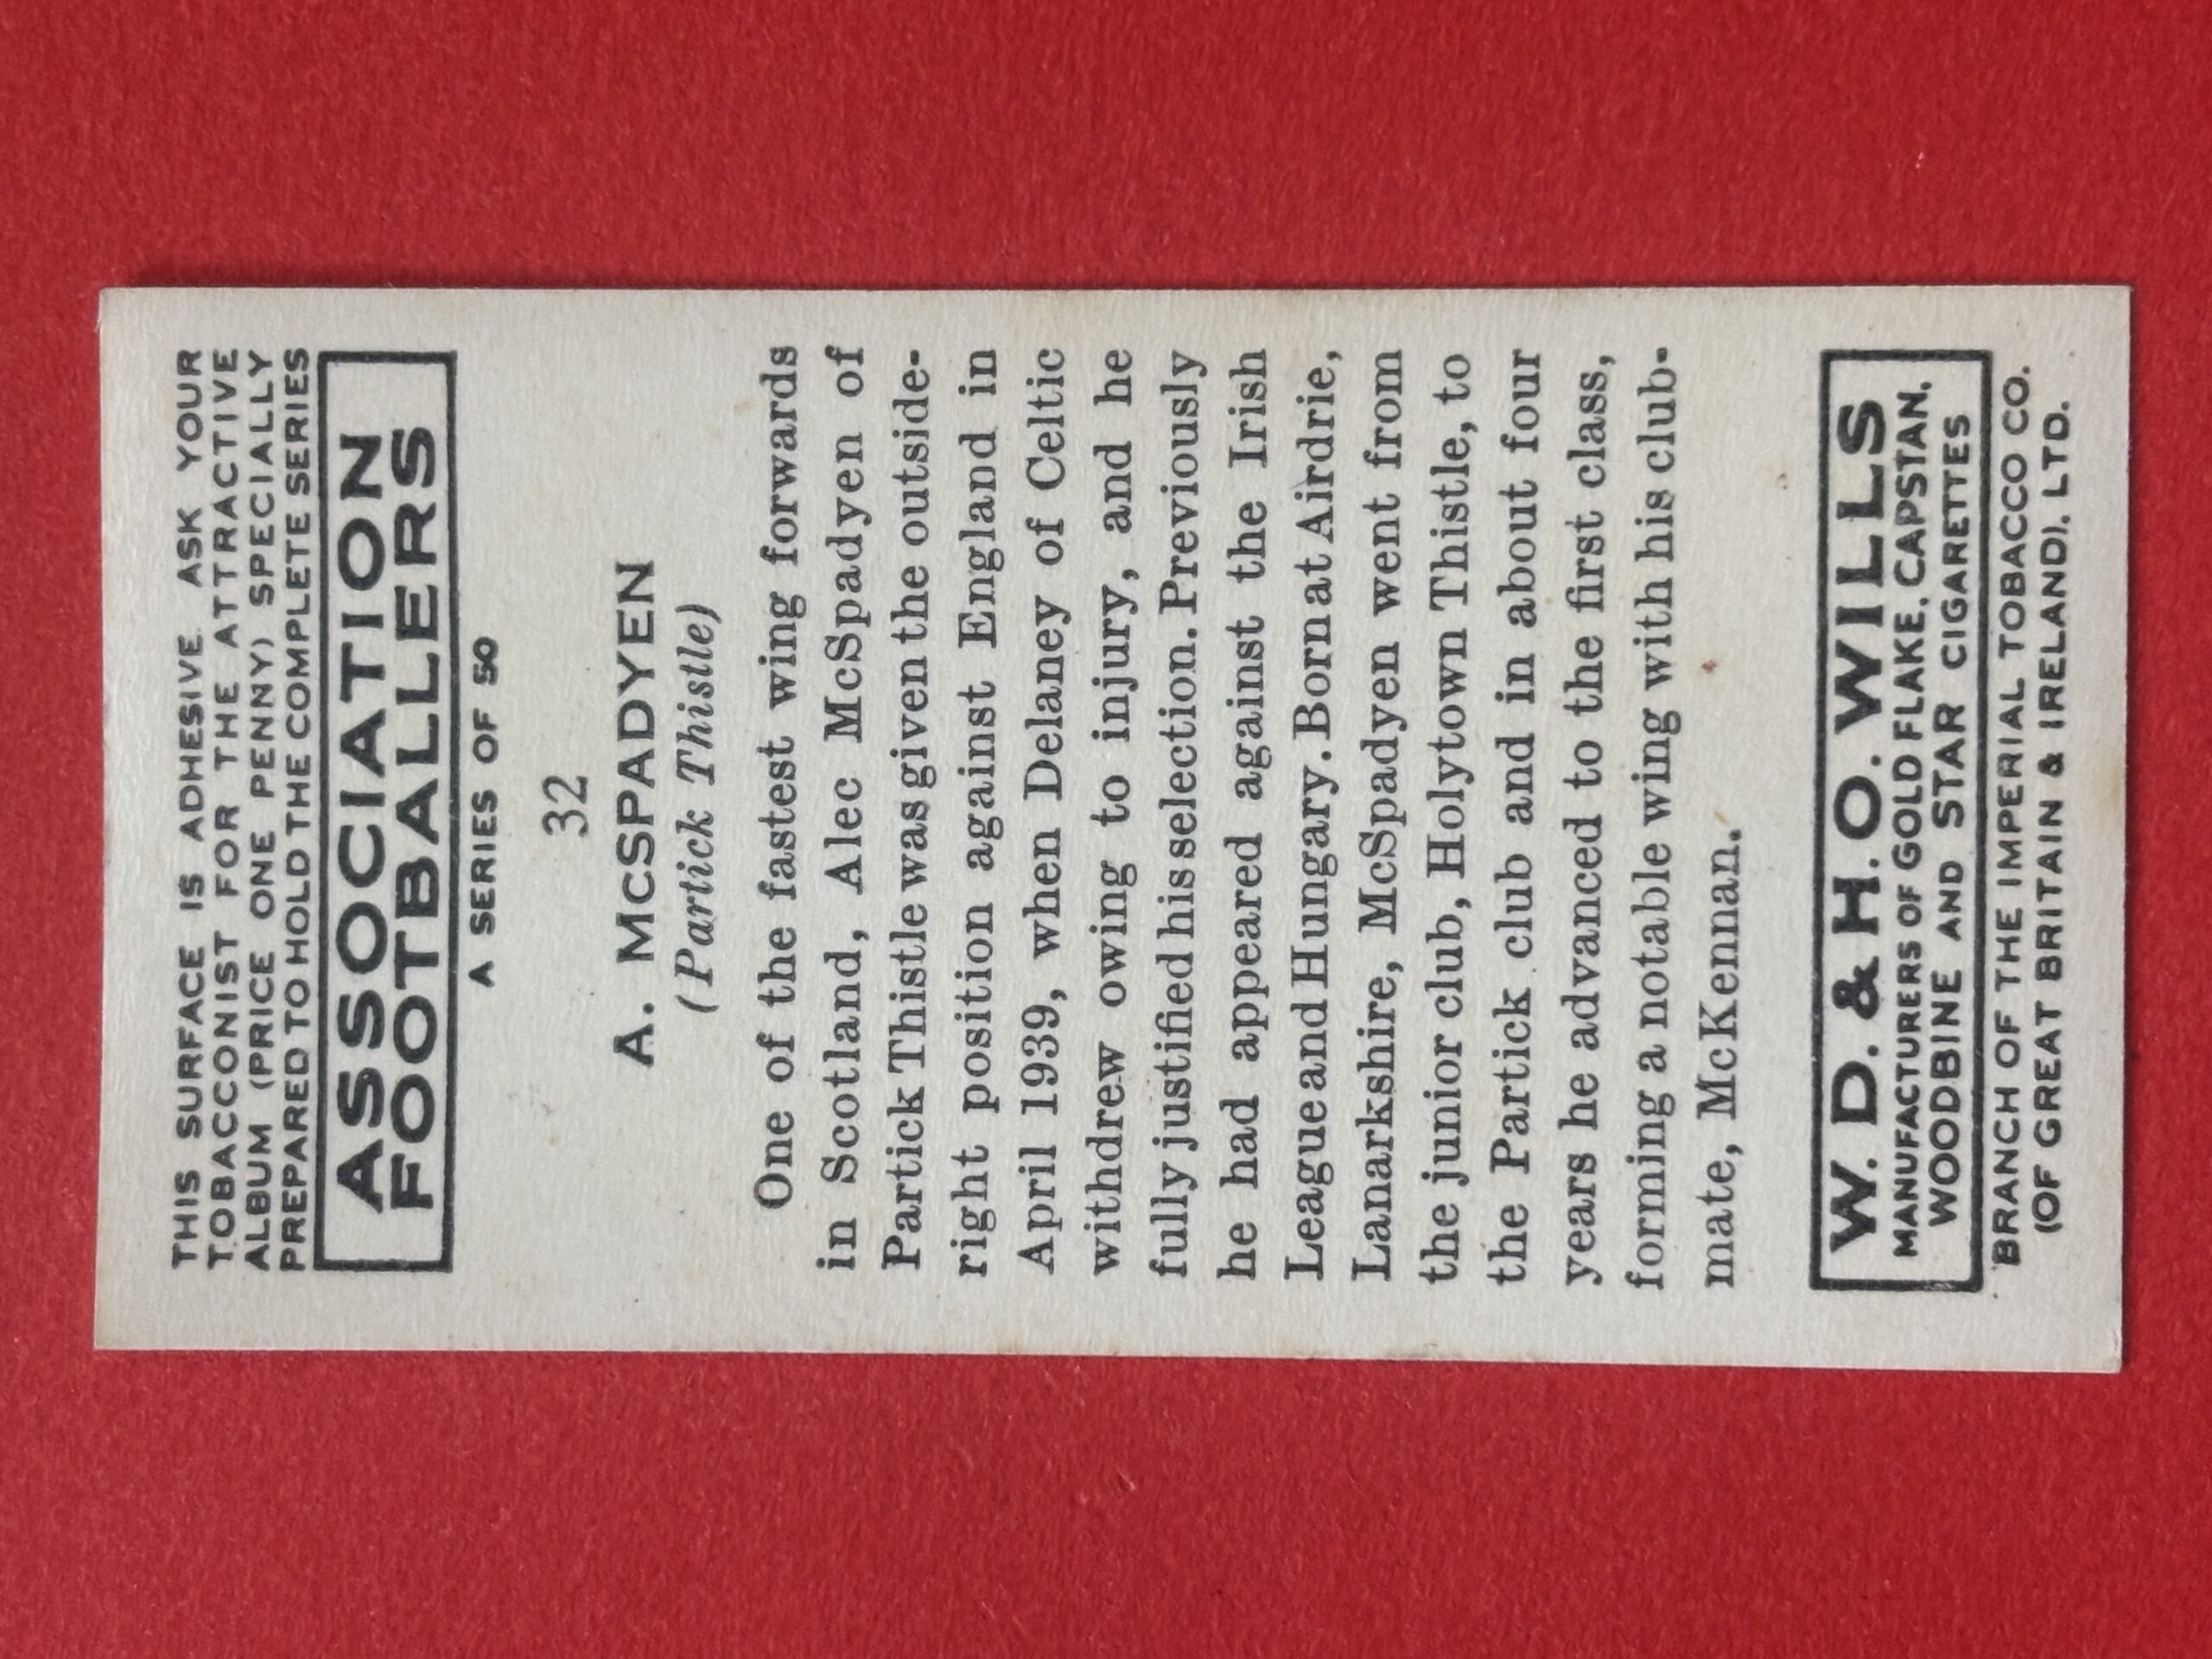 THIS SURFACE IS ADHESIVE. ASK YOUR
TOBACCONIST FOR THE ATTRACTIVE
ALBUM (PRICE ONE PENNY) SPECIALLY
PREPARED TO HOLD THE COMPLETE SERIES
ASSOCIATION
FOOTBALLERS
A SERIES OF 50
32
A. McSPADYEN
(Partick Thistle)
One of the fastest wing forwards
in Scotland, Alec McSpadyen of
Partick Thistle was given the outside-
right position against England in
April 1939, when Delaney of Celtic
withdrew owing to injury, and he
fully justified his selection. Previously
he had appeared against the Irish
League and Hungary. Born at Airdrie,
Lanarkshire, McSpadyen went from
the junior club, Holytown Thistle, to
the Partick club and in about four
years he advanced to the first class,
forming a notable wing with his club-
mate, McKennan.
W. D. & H. O. WILLS
MANUFACTURERS OF GOLD FLAKE, CAPSTAN,
WOODBINE AND STAR CIGARETTES
BRANCH OF THE IMPERIAL TOBACCO CO.
(OF GREAT BRITAIN & IRELAND), LTD.